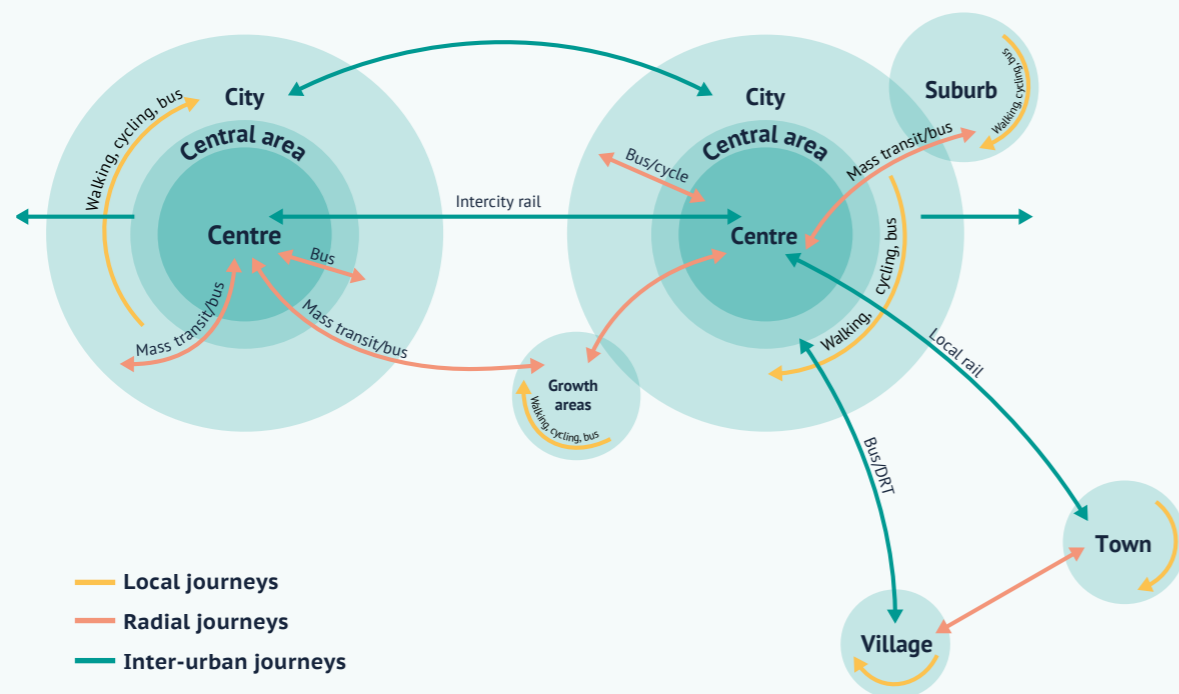 City
Central area
Walking, cycling, bus
Centre
Bus
Mass transit/bus
Mass transit/bus
Intercity rail
City
Central area
Bus/cycle
Centre
Mass transit/bus
Suburb
Walking, cycling, bus
Walking, cycling, bus
Growth
areas
Walking, cycling, bus
Local rail
Bus/DRT
Town
Village
Local journeys
Radial journeys
Inter-urban journeys